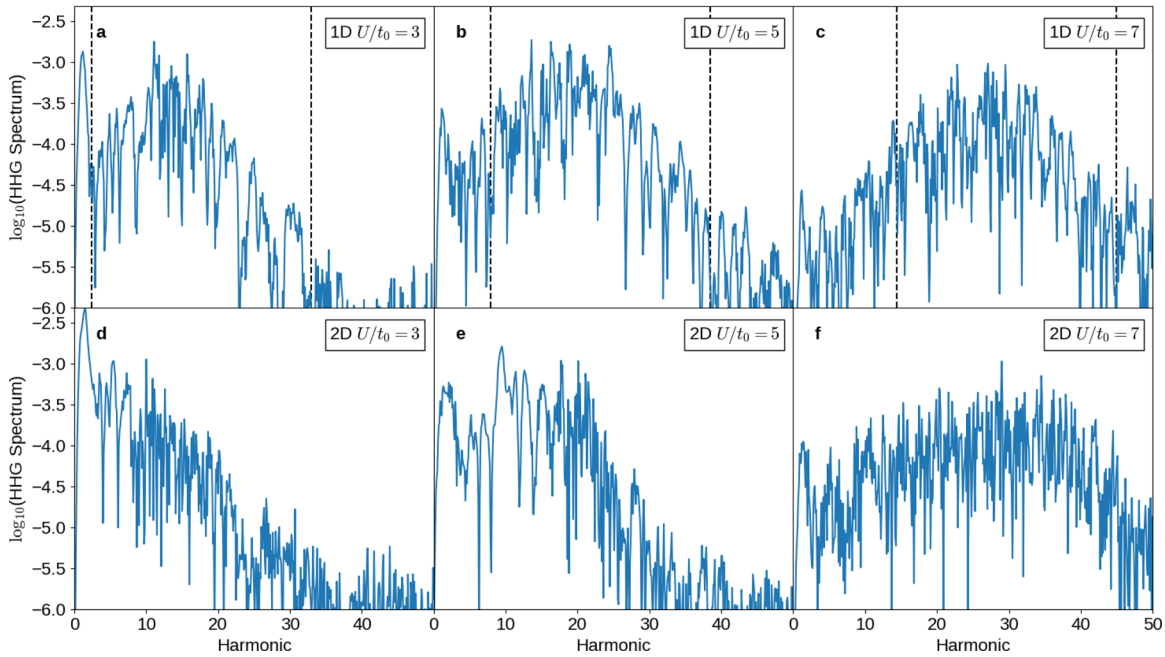 a
1D U/t₀ = 3
b
1D U/t₀ = 5
c
1D U/t₀ = 7
−2.5
−3.0
−3.5
−4.0
−4.5
−5.0
−5.5
−6.0
log₁₀(HHG Spectrum)
d
2D U/t₀ = 3
e
2D U/t₀ = 5
f
2D U/t₀ = 7
−2.5
−3.0
−3.5
−4.0
−4.5
−5.0
−5.5
−6.0
log₁₀(HHG Spectrum)
0 10 20 30 40 0 10 20 30 40 0 10 20 30 40 50
Harmonic Harmonic Harmonic